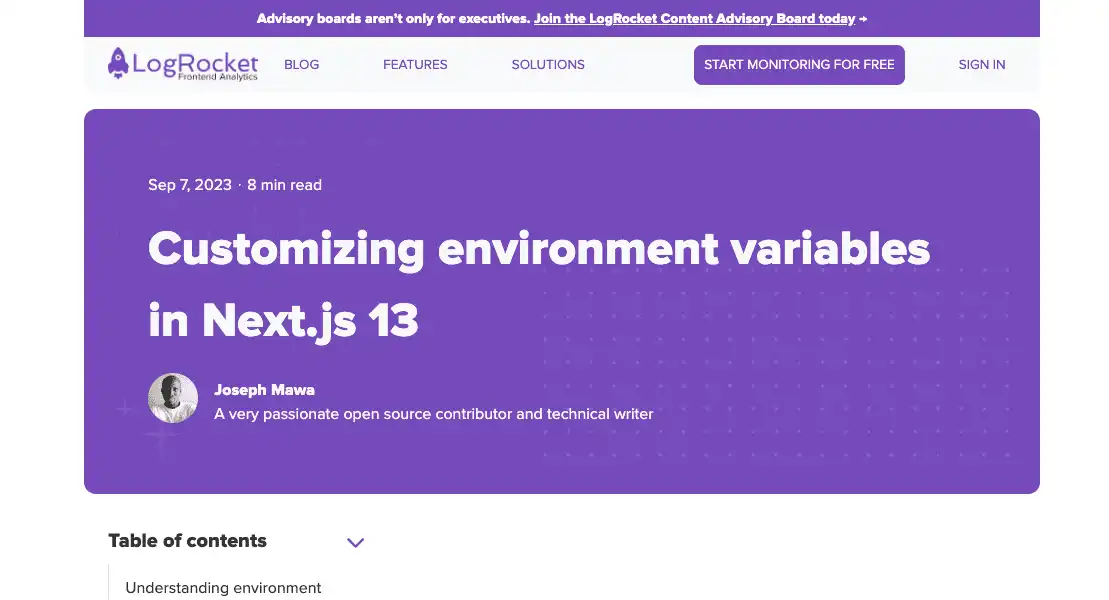 Advisory boards aren't only for executives. Join the LogRocket Content Advisory Board today →
LogRocket
Frontend Analytics
BLOG
FEATURES
SOLUTIONS
START MONITORING FOR FREE
SIGN IN
Sep 7, 2023 · 8 min read
Customizing environment variables
in Next.js 13
Joseph Mawa
A very passionate open source contributor and technical writer
Table of contents
Understanding environment